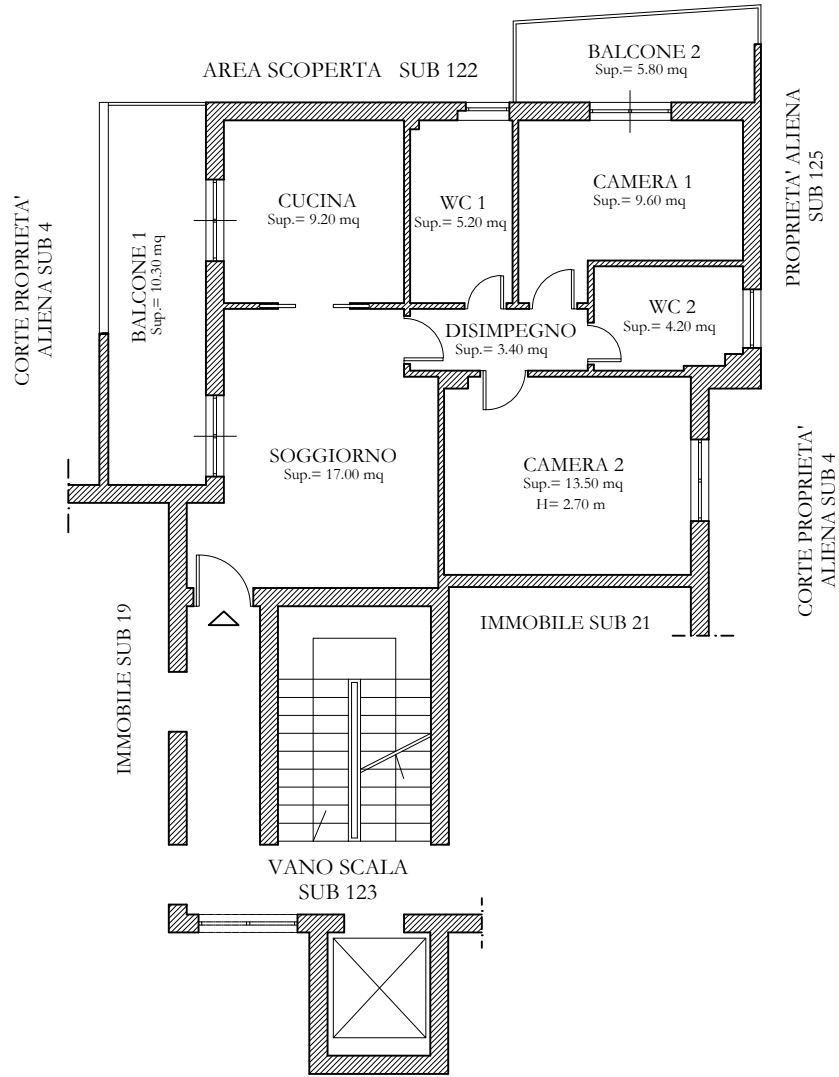 BALCONE 2
Sup.= 5.80 mq
AREA SCOPERTA   SUB 122
PROPRIETA' ALIENA
SUB 125
CAMERA 1
Sup.= 9.60 mq
CUCINA
Sup.= 9.20 mq
WC 1
Sup.= 5.20 mq
CORTE PROPRIETA'
ALIENA SUB 4
BALCONE 1
Sup.= 10.30 mq
WC 2
Sup.= 4.20 mq
DISIMPEGNO
Sup.= 3.40 mq
SOGGIORNO
Sup.= 17.00 mq
CAMERA 2
Sup.= 13.50 mq
H= 2.70 m
CORTE PROPRIETA'
ALIENA SUB 4
IMMOBILE SUB 21
IMMOBILE SUB 19
VANO SCALA
SUB 123